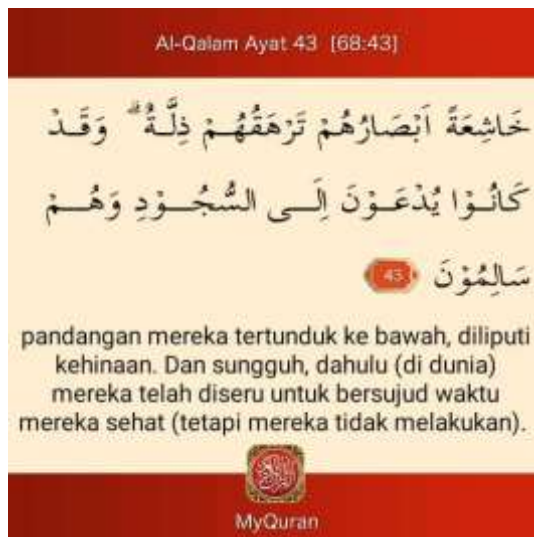 Al-Qalam Ayat 43 [68:43]
خَاشِعَةً اَبْصَارُهُمْ تَرْهَقُهُمْ ذِلَّةٌ ۗ وَقَدْ
كَانُوْا يُدْعَوْنَ اِلَى السُّجُوْدِ وَهُمْ
سَالِمُوْنَ 43
pandangan mereka tertunduk ke bawah, diliputi
kehinaan. Dan sungguh, dahulu (di dunia)
mereka telah diseru untuk bersujud waktu
mereka sehat (tetapi mereka tidak melakukan).
MyQuran